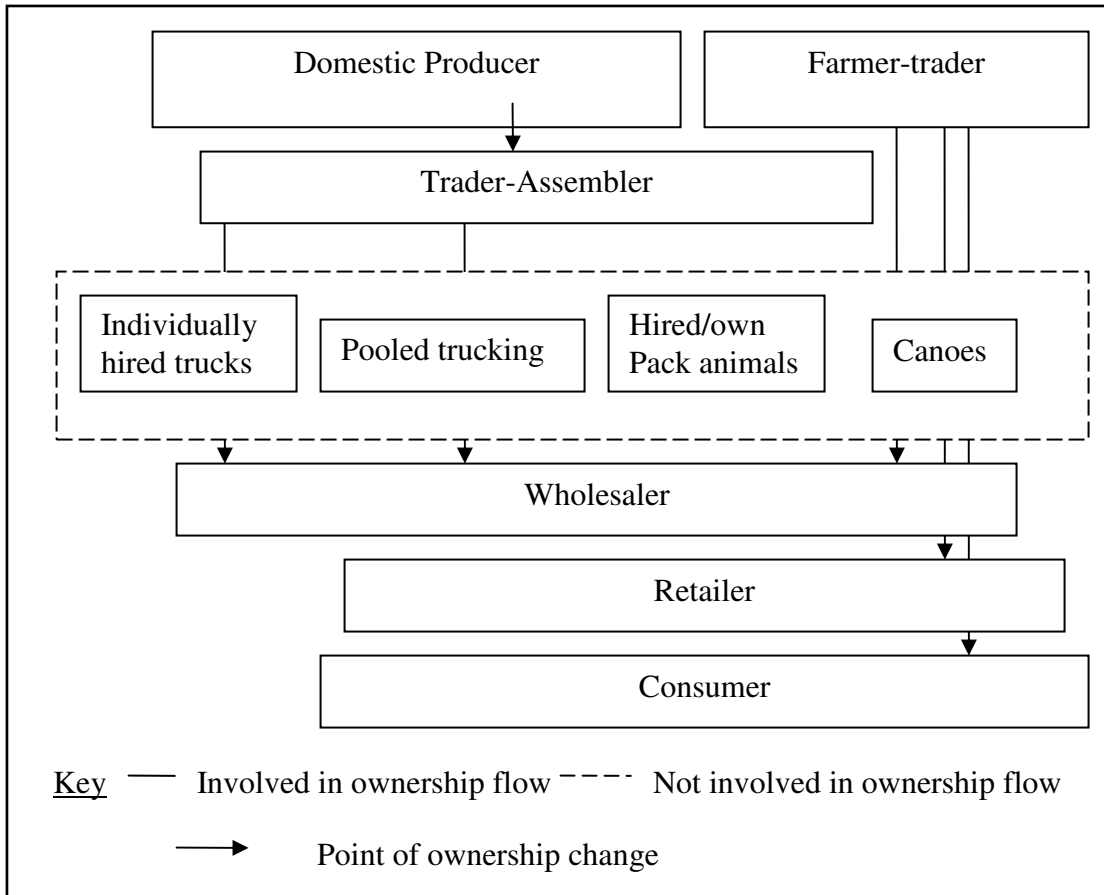 Domestic Producer
Farmer-trader
Trader-Assembler
Individually
hired trucks
Pooled trucking
Hired/own
Pack animals
Canoes
Wholesaler
Retailer
Consumer
Key Involved in ownership flow Not involved in ownership flow
Point of ownership change